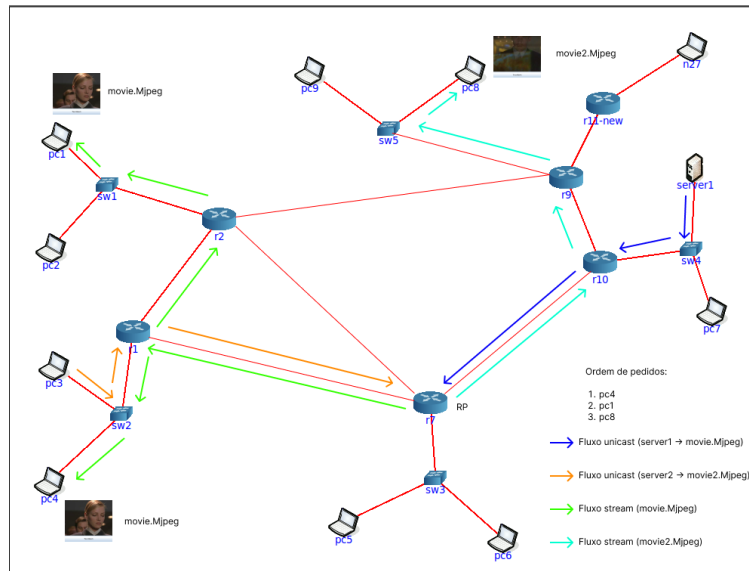 movie2.Mjpeg
n27
pc9
pc8
movie.Mjpeg
r11-new
sw5
pc1
r9
server1
sw1
pc2
r2
r10
sw4
pc7
r1
pc3
Ordem de pedidos:
1. pc4
2. pc1
3. pc8
r7
RP
sw2
Fluxo unicast (server1 → movie.Mjpeg)
Fluxo unicast (server2 → movie2.Mjpeg)
sw3
pc4
Fluxo stream (movie.Mjpeg)
movie.Mjpeg
pc5
pc6
Fluxo stream (movie2.Mjpeg)